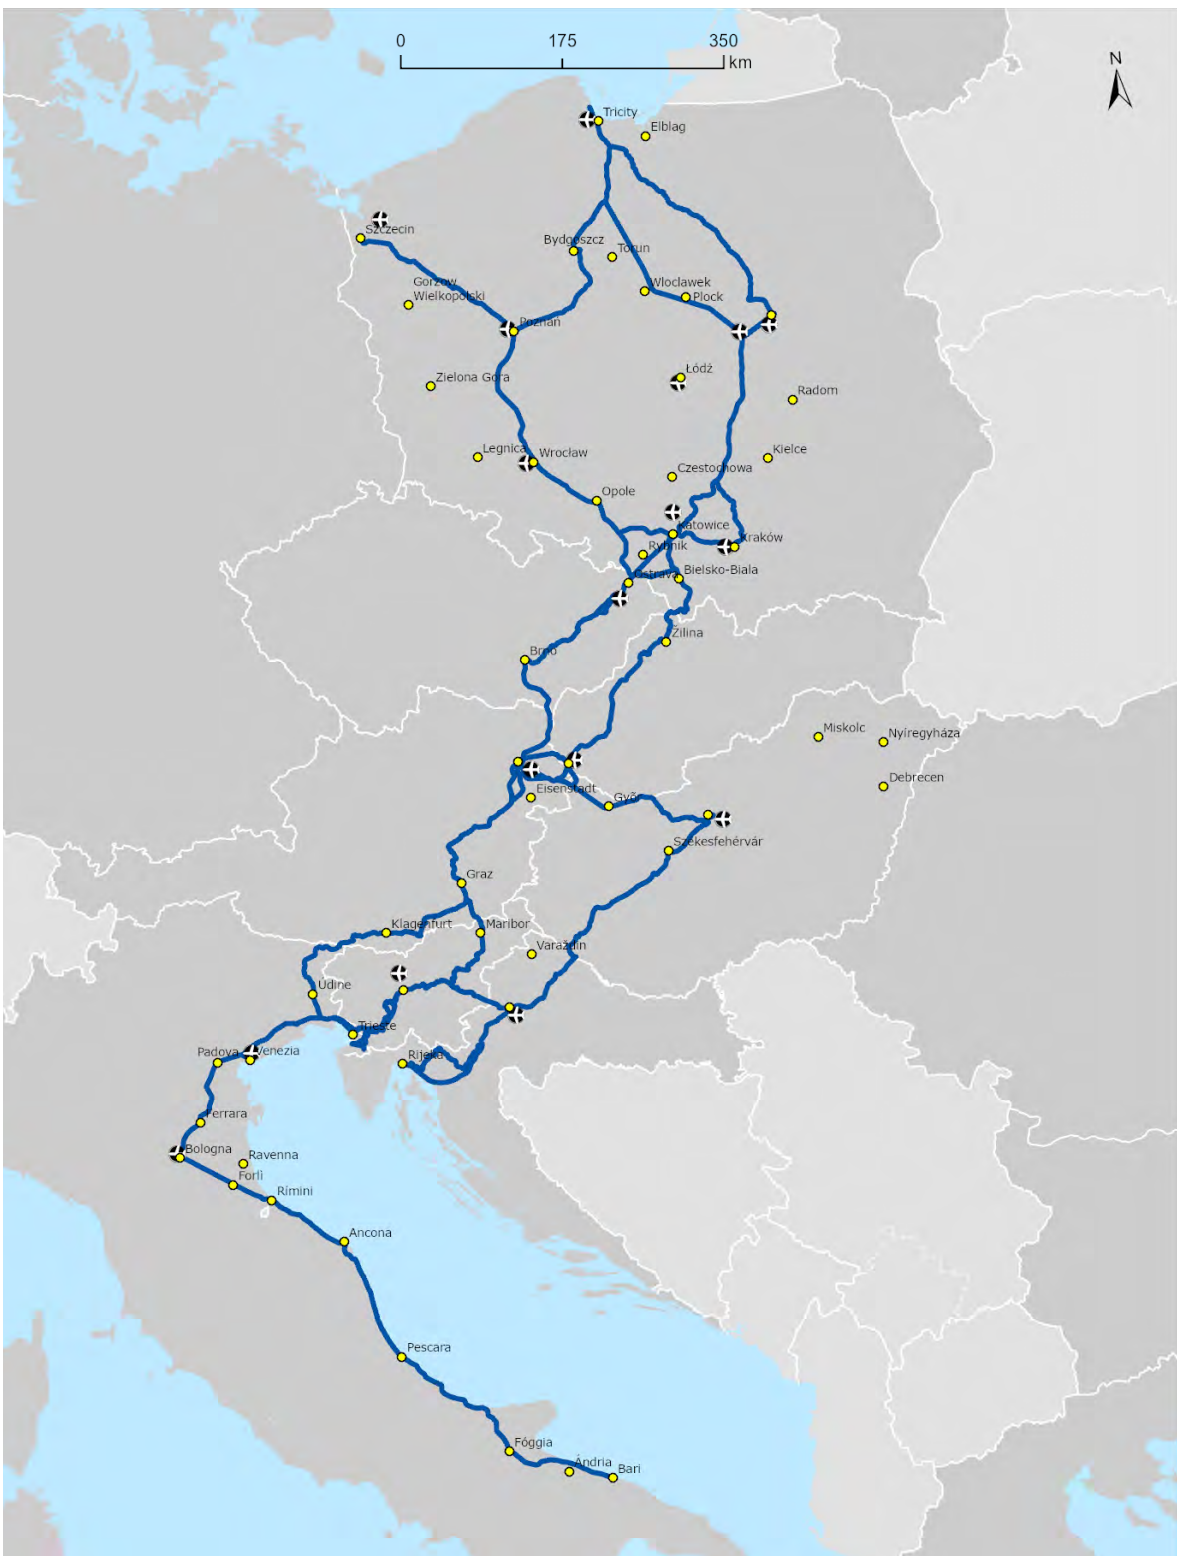 0 175 350
km
N
Tricity
Elblag
Szczecin
Bydgoszcz
Torun
Gorzow
Wielkopolski
Wloclawek
Plock
Poznań
Łódź
Zielona Gora
Radom
Legnica
Wrocław
Kielce
Czestochowa
Opole
Katowice
Kraków
Rybnik
Ostrava
Bielsko-Biala
Žilina
Brno
Miskolc
Nyíregyháza
Debrecen
Eisenstadt
Győr
Székesfehérvár
Graz
Klagenfurt
Maribor
Varaždin
Udine
Trieste
Rijeka
Padova
Venezia
Ferrara
Bologna
Ravenna
Forlì
Rimini
Ancona
Pescara
Fóggia
Ándria
Bari